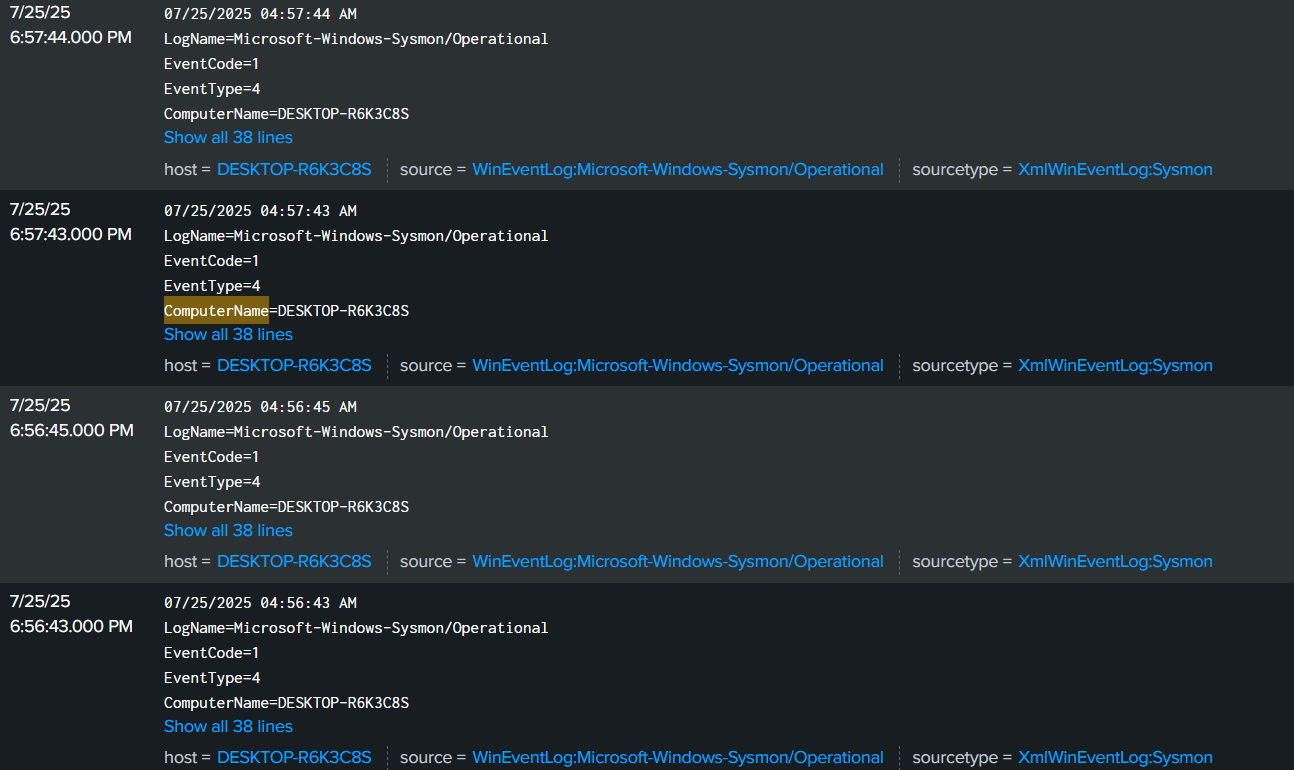 7/25/25
6:57:44.000 PM
07/25/2025 04:57:44 AM
LogName=Microsoft-Windows-Sysmon/Operational
EventCode=1
EventType=4
ComputerName=DESKTOP-R6K3C8S
Show all 38 lines
host = DESKTOP-R6K3C8S source = WinEventLog:Microsoft-Windows-Sysmon/Operational sourcetype = XmlWinEventLog:Sysmon
7/25/25
6:57:43.000 PM
07/25/2025 04:57:43 AM
LogName=Microsoft-Windows-Sysmon/Operational
EventCode=1
EventType=4
ComputerName=DESKTOP-R6K3C8S
Show all 38 lines
host = DESKTOP-R6K3C8S source = WinEventLog:Microsoft-Windows-Sysmon/Operational sourcetype = XmlWinEventLog:Sysmon
7/25/25
6:56:45.000 PM
07/25/2025 04:56:45 AM
LogName=Microsoft-Windows-Sysmon/Operational
EventCode=1
EventType=4
ComputerName=DESKTOP-R6K3C8S
Show all 38 lines
host = DESKTOP-R6K3C8S source = WinEventLog:Microsoft-Windows-Sysmon/Operational sourcetype = XmlWinEventLog:Sysmon
7/25/25
6:56:43.000 PM
07/25/2025 04:56:43 AM
LogName=Microsoft-Windows-Sysmon/Operational
EventCode=1
EventType=4
ComputerName=DESKTOP-R6K3C8S
Show all 38 lines
host = DESKTOP-R6K3C8S source = WinEventLog:Microsoft-Windows-Sysmon/Operational sourcetype = XmlWinEventLog:Sysmon